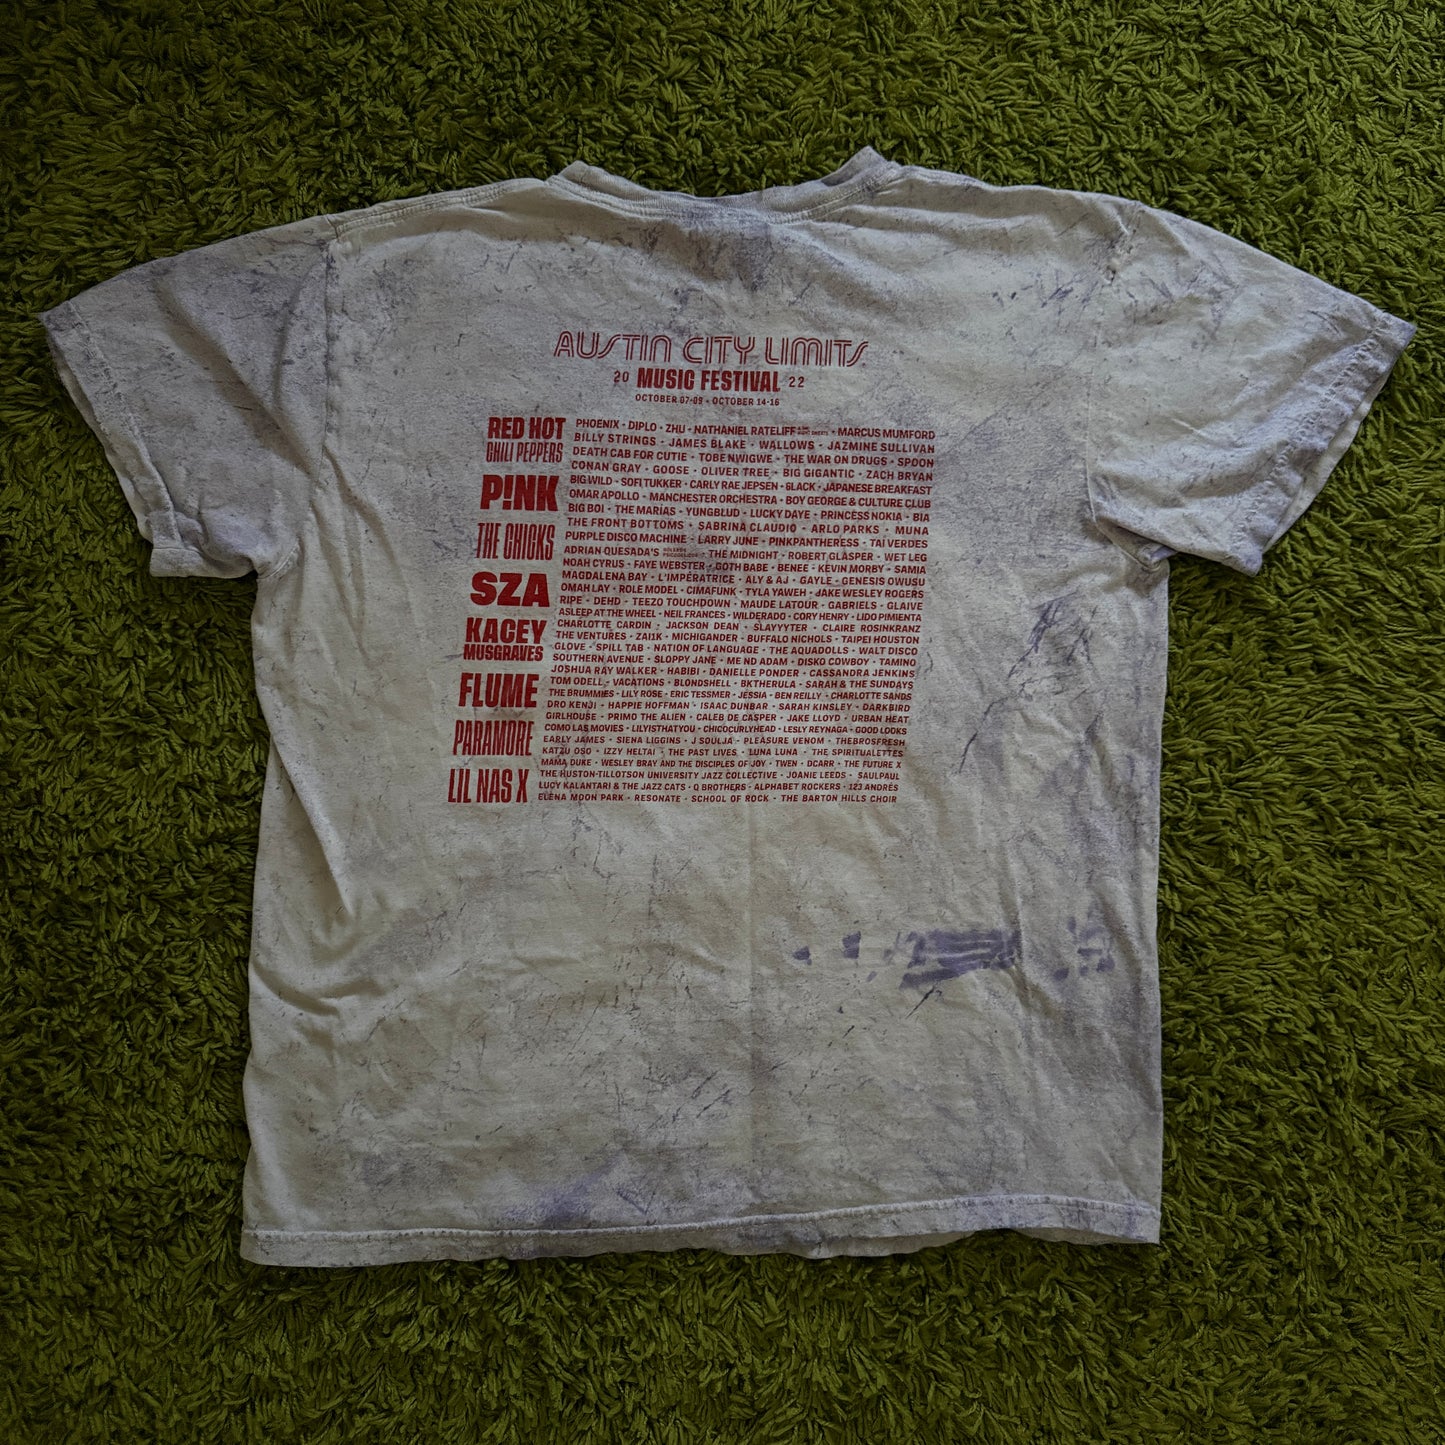 AUSTIN CITY LIMITS
20 MUSIC FESTIVAL 22
OCTOBER 07-09 • OCTOBER 14-16
RED HOT
CHILI PEPPERS
P!NK
THE CHICKS
SZA
KACEY
MUSGRAVES
FLUME
PARAMORE
LIL NAS X
PHOENIX • DIPLO • ZHU • NATHANIEL RATELIFF & THE NIGHT SWEATS • MARCUS MUMFORD
BILLY STRINGS • JAMES BLAKE • WALLOWS • JAZMINE SULLIVAN
DEATH CAB FOR CUTIE • TOBE NWIGWE • THE WAR ON DRUGS • SPOON
CONAN GRAY • GOOSE • OLIVER TREE • BIG GIGANTIC • ZACH BRYAN
BIG WILD • SOFI TUKKER • CARLY RAE JEPSEN • 6LACK • JAPANESE BREAKFAST
OMAR APOLLO • MANCHESTER ORCHESTRA • BOY GEORGE & CULTURE CLUB
BIG BOI • THE MARÍAS • YUNGBLUD • LUCKY DAYE • PRINCESS NOKIA • BIA
THE FRONT BOTTOMS • SABRINA CLAUDIO • ARLO PARKS • MUNA
PURPLE DISCO MACHINE • LARRY JUNE • PINKPANTHERESS • TAI VERDES
ADRIAN QUESADA'S BOLEROS PSICODÉLICOS • THE MIDNIGHT • ROBERT GLASPER • WET LEG
NOAH CYRUS • FAYE WEBSTER • GOTH BABE • BENEE • KEVIN MORBY • SAMIA
MAGDALENA BAY • L'IMPÉRATRICE • ALY & AJ • GAYLE • GENESIS OWUSU
OMAH LAY • ROLE MODEL • CIMAFUNK • TYLA YAWEH • JAKE WESLEY ROGERS
RIPE • DEHD • TEEZO TOUCHDOWN • MAUDE LATOUR • GABRIELS • GLAIVE
ASLEEP AT THE WHEEL • NEIL FRANCES • WILDERADO • CORY HENRY • LIDO PIMIENTA
CHARLOTTE CARDIN • JACKSON DEAN • SLAYYYTER • CLAIRE ROSINKRANZ
THE VENTURES • ZAI1K • MICHIGANDER • BUFFALO NICHOLS • TAIPEI HOUSTON
GLOVE • SPILL TAB • NATION OF LANGUAGE • THE AQUADOLLS • WALT DISCO
SOUTHERN AVENUE • SLOPPY JANE • ME ND ADAM • DISKO COWBOY • TAMINO
JOSHUA RAY WALKER • HABIBI • DANIELLE PONDER • CASSANDRA JENKINS
TOM ODELL • VACATIONS • BLONDSHELL • BKTHERULA • SARAH & THE SUNDAYS
THE BRUMMIES • LILY ROSE • ERIC TESSMER • JESSIA • BEN REILLY • CHARLOTTE SANDS
DRO KENJI • HAPPIE HOFFMAN • ISAAC DUNBAR • SARAH KINSLEY • DARKBIRD
GIRLHOUSE • PRIMO THE ALIEN • CALEB DE CASPER • JAKE LLOYD • URBAN HEAT
COMO LAS MOVIES • LILYISTHATYOU • CHICOCURLYHEAD • LESLY REYNAGA • GOOD LOOKS
EARLY JAMES • SIENA LIGGINS • J SOULJA • PLEASURE VENOM • THEBROSFRESH
KATZÙ OSO • IZZY HELTAI • THE PAST LIVES • LUNA LUNA • THE SPIRITUALETTES
MAMA DUKE • WESLEY BRAY AND THE DISCIPLES OF JOY • TWEN • DCARR • THE FUTURE X
THE HUSTON-TILLOTSON UNIVERSITY JAZZ COLLECTIVE • JOANIE LEEDS • SAULPAUL
LUCY KALANTARI & THE JAZZ CATS • Q BROTHERS • ALPHABET ROCKERS • 123 ANDRÉS
ELENA MOON PARK • RESONATE • SCHOOL OF ROCK • THE BARTON HILLS CHOIR